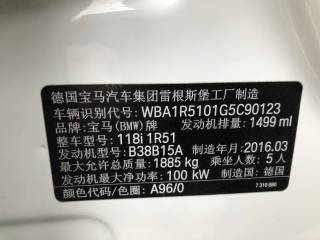 德国宝马汽车集团雷根斯堡工厂制造
车辆识别代号:WBA1R5101G5C90123
品牌:宝马(BMW)牌 发动机排量:1499 ml
整车型号:118i 1R51
发动机型号:B38B15A 制造年月:2016.03
最大允许总质量:1885 kg 乘坐人数:5 人
发动机最大净功率:100 kW 制造国:德国
颜色代码/色圈:A96/0 7 310 980